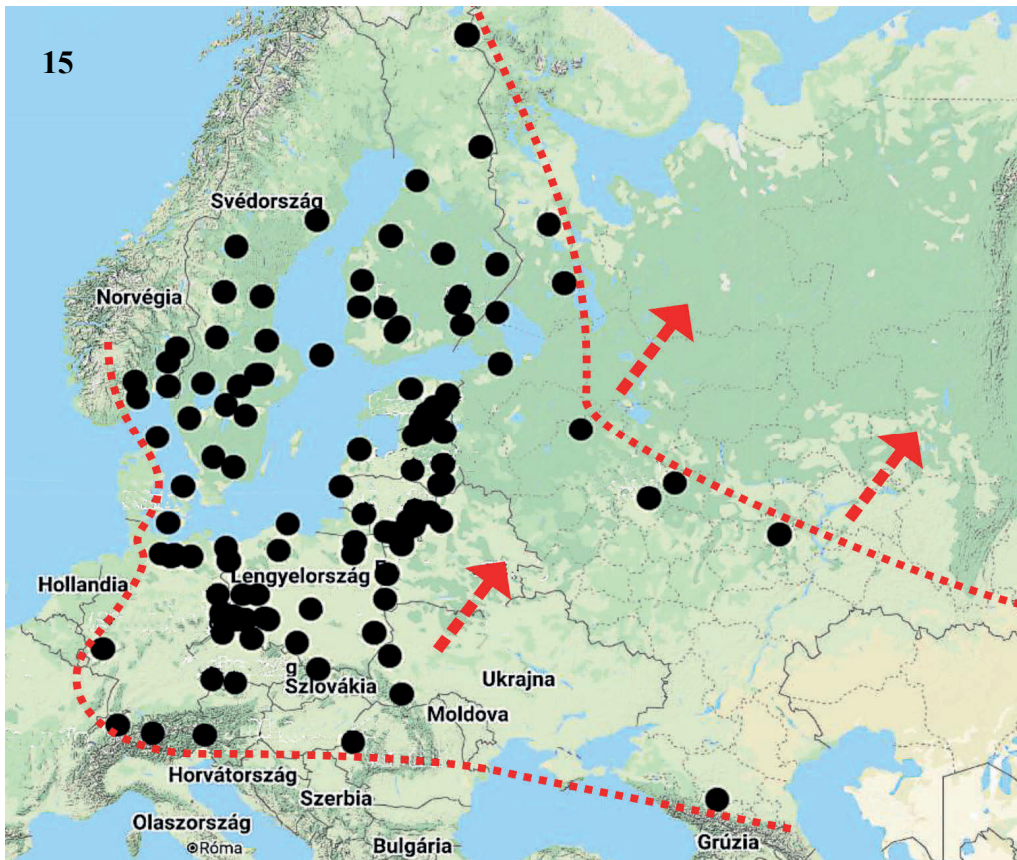 15
Svédország
Norvégia
Hollandia
Lengyelország
g
Szlovákia
Ukrajna
Moldova
Horvátország
Szerbia
Olaszország
Róma
Bulgária
Grúzia